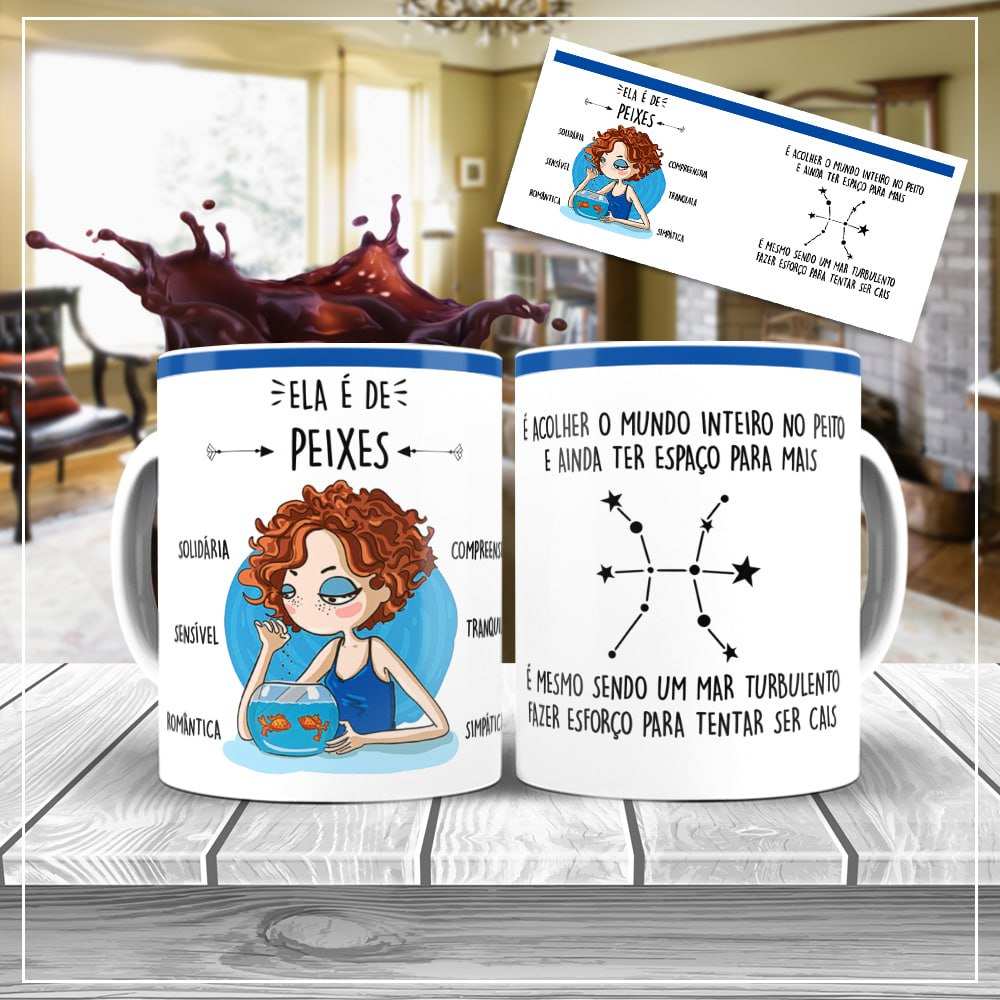 ELA É DE
PEIXES
SOLIDÁRIA
COMPREENSIVA
SENSÍVEL
TRANQUILA
ROMÂNTICA
SIMPÁTICA
É ACOLHER O MUNDO INTEIRO NO PEITO
E AINDA TER ESPAÇO PARA MAIS
É MESMO SENDO UM MAR TURBULENTO
FAZER ESFORÇO PARA TENTAR SER CAIS
ELA É DE
PEIXES
SOLIDÁRIA
COMPREENS
SENSÍVEL
TRANQUIL
ROMÂNTICA
SIMPÁTIC
É ACOLHER O MUNDO INTEIRO NO PEITO
E AINDA TER ESPAÇO PARA MAIS
É MESMO SENDO UM MAR TURBULENTO
FAZER ESFORÇO PARA TENTAR SER CAIS